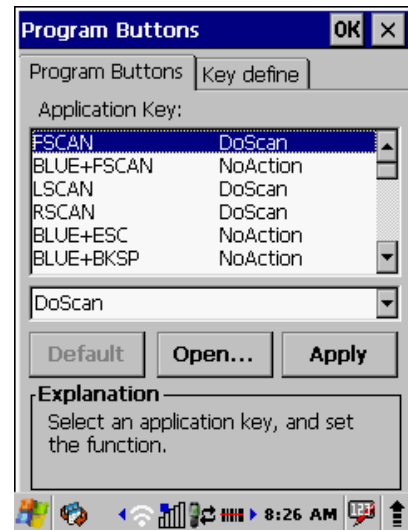 Program Buttons OK ×
Program Buttons Key define
Application Key:
FSCAN DoScan
BLUE+FSCAN NoAction
LSCAN DoScan
RSCAN DoScan
BLUE+ESC NoAction
BLUE+BKSP NoAction
DoScan
Default Open... Apply
Explanation
Select an application key, and set
the function.
8:26 AM 123